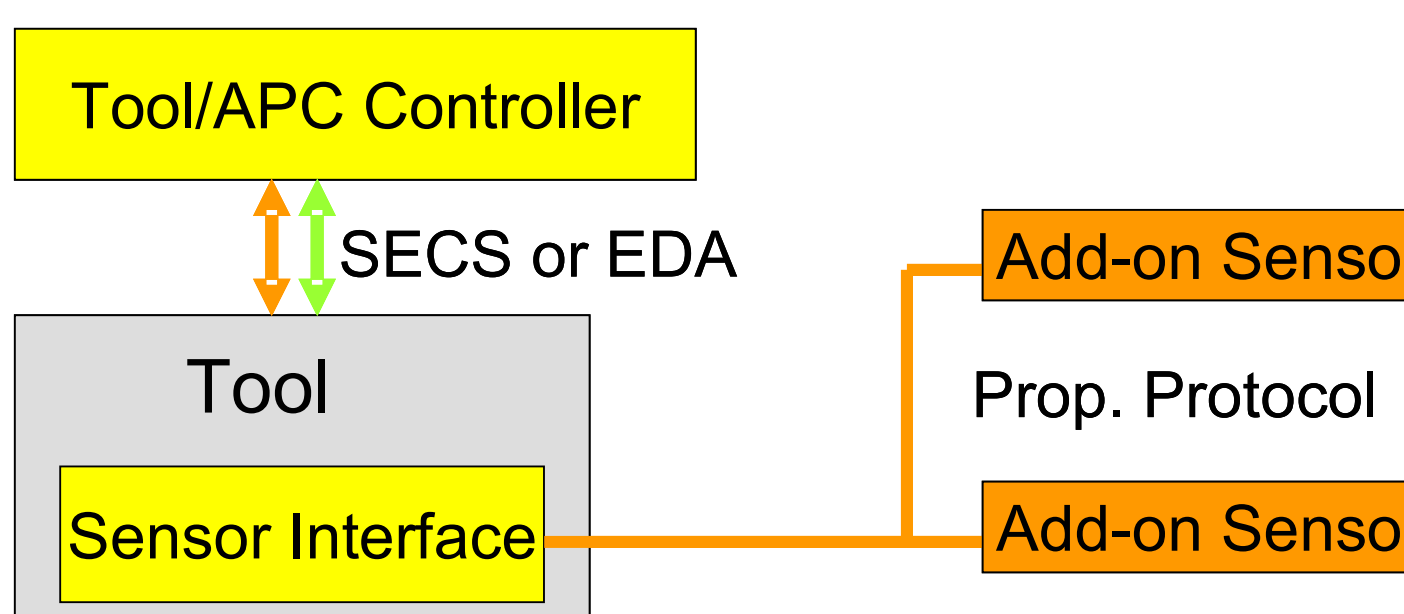 Tool/APC Controller
SECS or EDA
Add-on Senso
Tool
Prop. Protocol
Sensor Interface
Add-on Senso